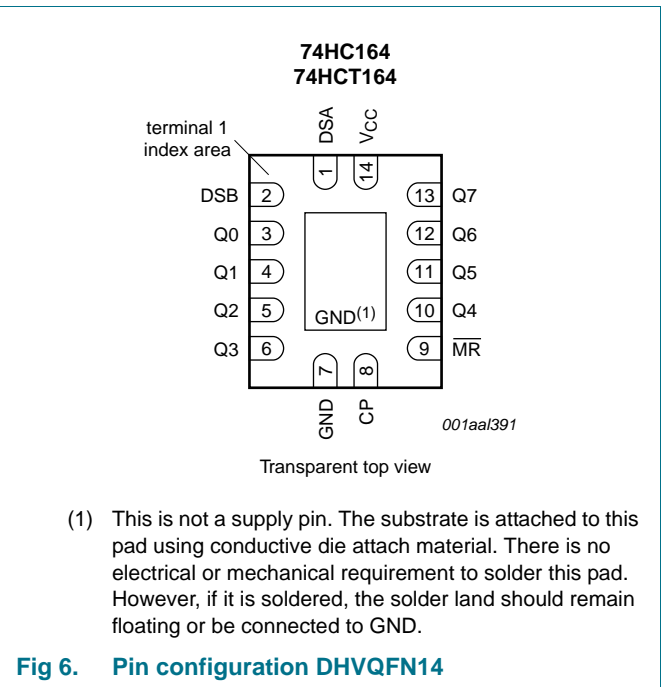 74HC164
74HCT164
terminal 1
index area
DSA
VCC
1
14
DSB 2
13 Q7
Q0 3
12 Q6
Q1 4
11 Q5
Q2 5
10 Q4
Q3 6
9 MR
GND(1)
7
8
GND
CP
001aal391
Transparent top view
(1) This is not a supply pin. The substrate is attached to this
pad using conductive die attach material. There is no
electrical or mechanical requirement to solder this pad.
However, if it is soldered, the solder land should remain
floating or be connected to GND.
Fig 6. Pin configuration DHVQFN14